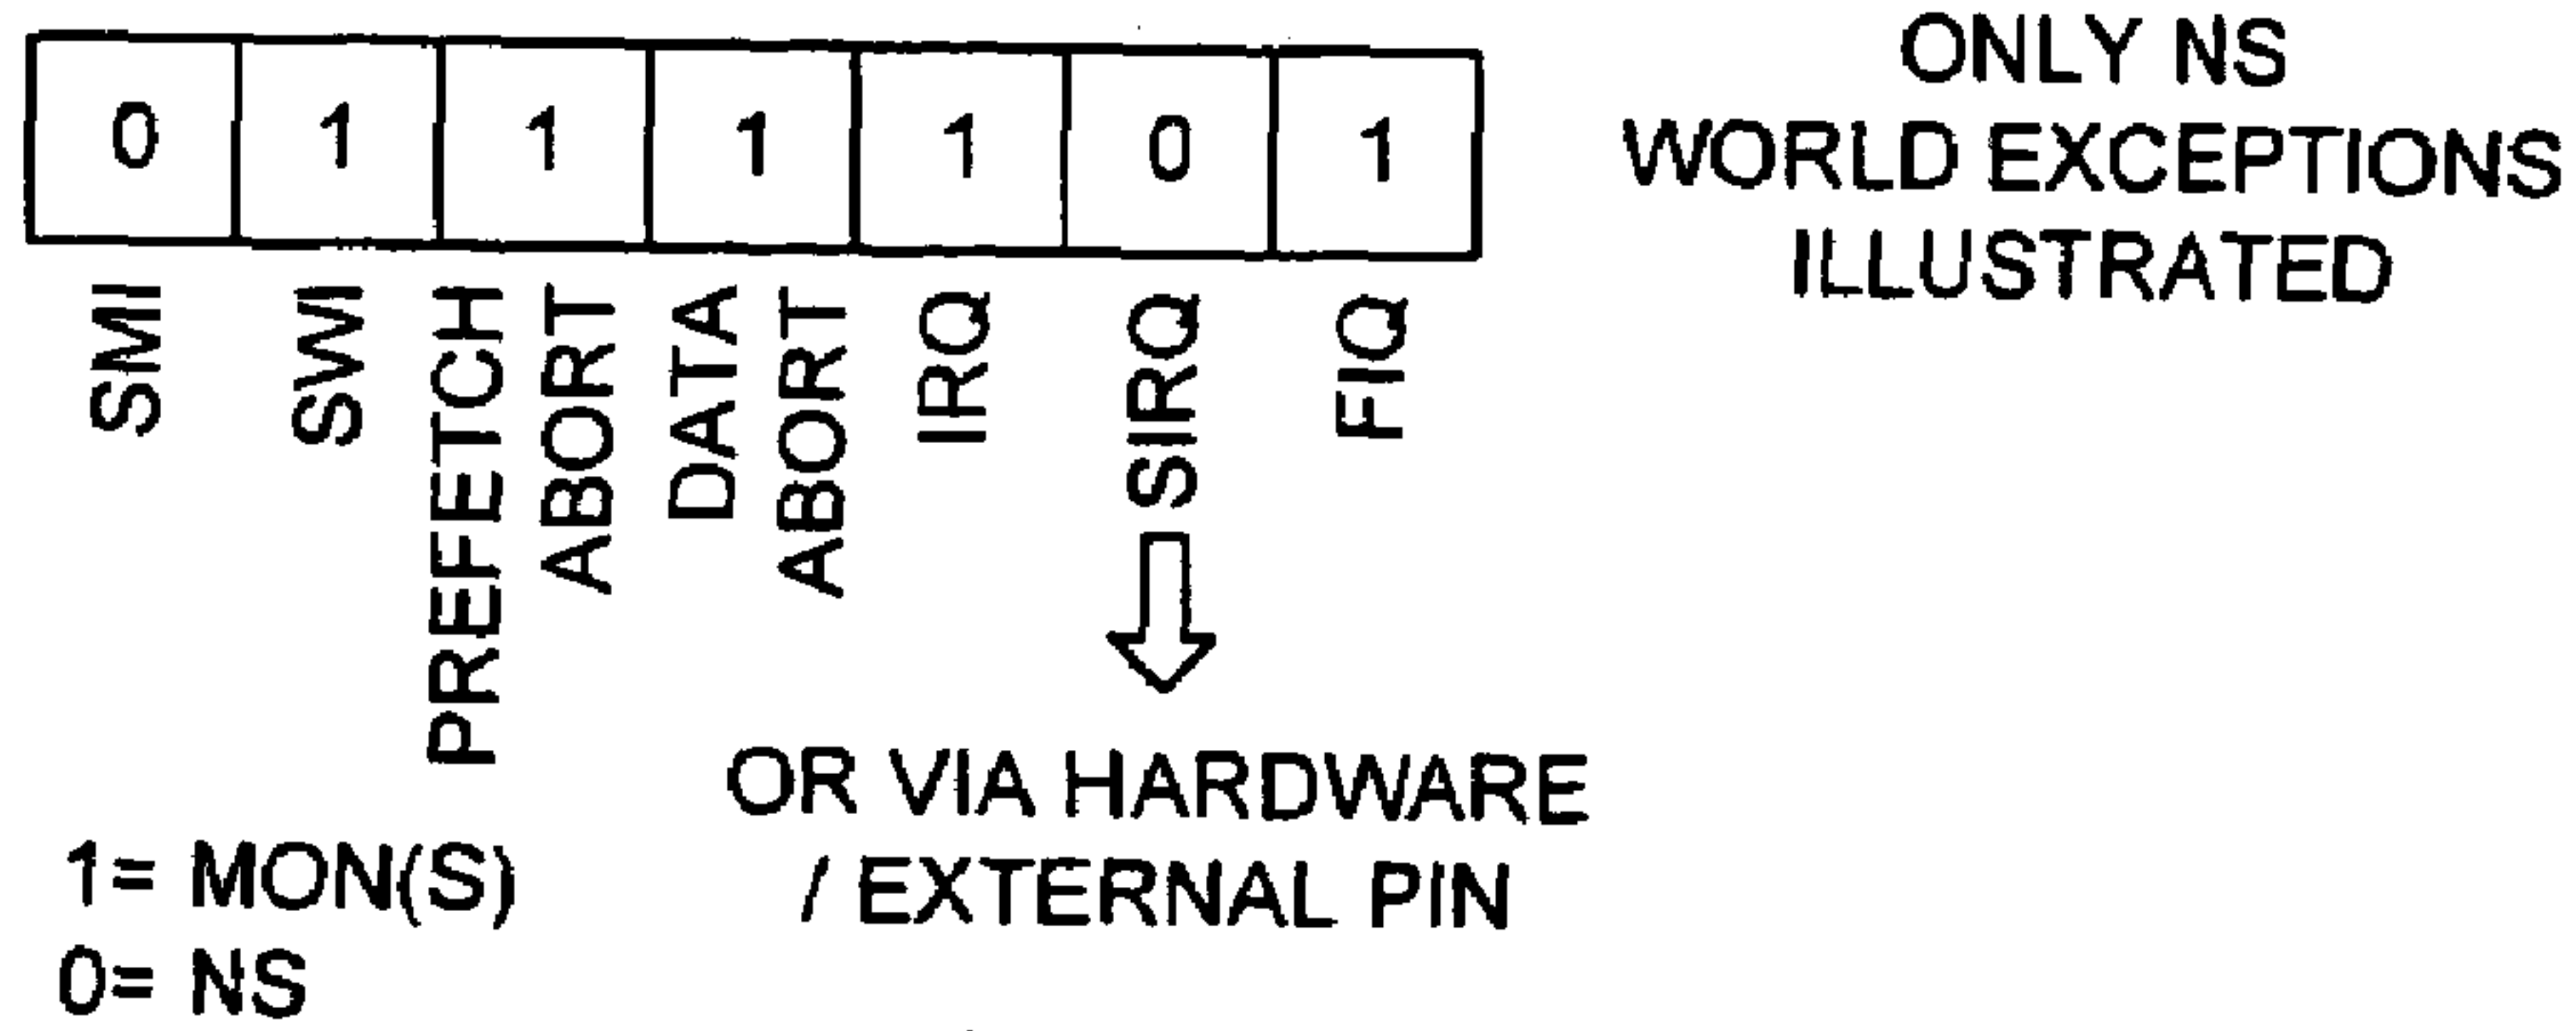 0 1 1 1 1 0 1
ONLY NS
WORLD EXCEPTIONS
ILLUSTRATED
SMI
SWI
PREFETCH
ABORT
DATA
ABORT
IRQ
SIRQ
FIQ
OR VIA HARDWARE
/ EXTERNAL PIN
1= MON(S)
0= NS